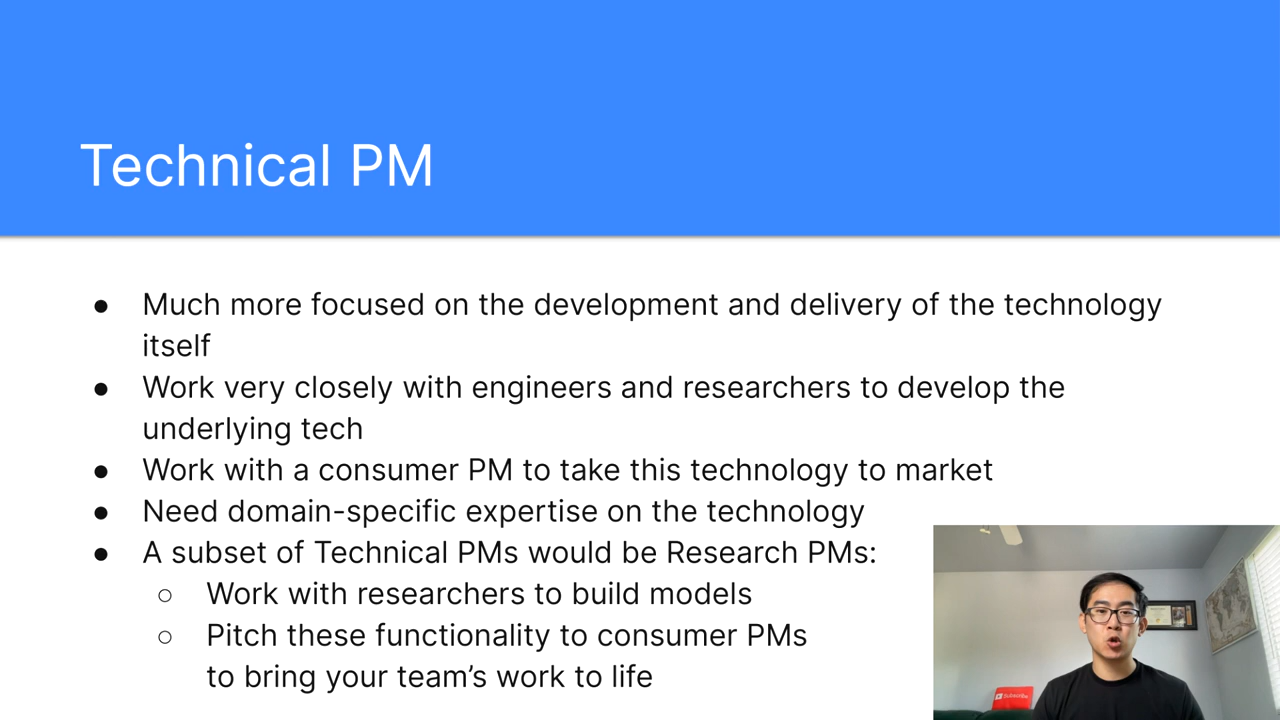 Technical PM
● Much more focused on the development and delivery of the technology
itself
● Work very closely with engineers and researchers to develop the
underlying tech
● Work with a consumer PM to take this technology to market
● Need domain-specific expertise on the technology
● A subset of Technical PMs would be Research PMs:
○ Work with researchers to build models
○ Pitch these functionality to consumer PMs
to bring your team’s work to life
Subscribe